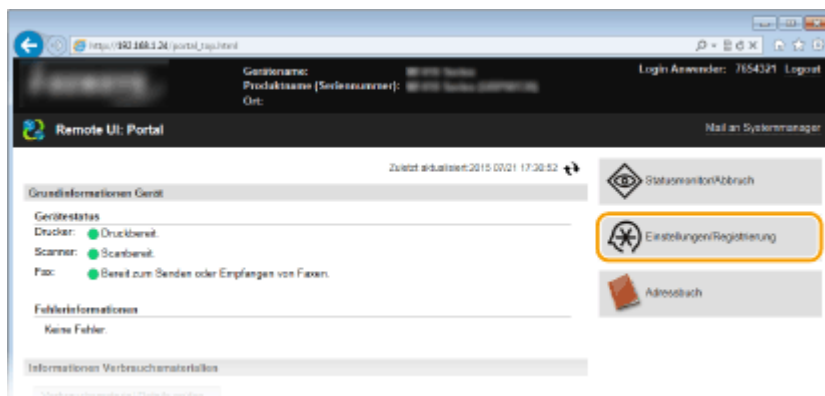 http://192.168.1.24/portal_top.html
Gerätename:
Produktname (Seriennummer):
Ort:
Login Anwender: 7654321 Logout
Remote UI: Portal
Mail an Systemmanager
Zuletzt aktualisiert:2015 07/21 17:30:52
Grundinformationen Gerät
Gerätestatus
Drucker: Druckbereit.
Scanner: Scanbereit.
Fax: Bereit zum Senden oder Empfangen von Faxen.
Fehlerinformationen
Keine Fehler.
Informationen Verbrauchsmaterialien
Statusmonitor/Abbruch
Einstellungen/Registrierung
Adressbuch